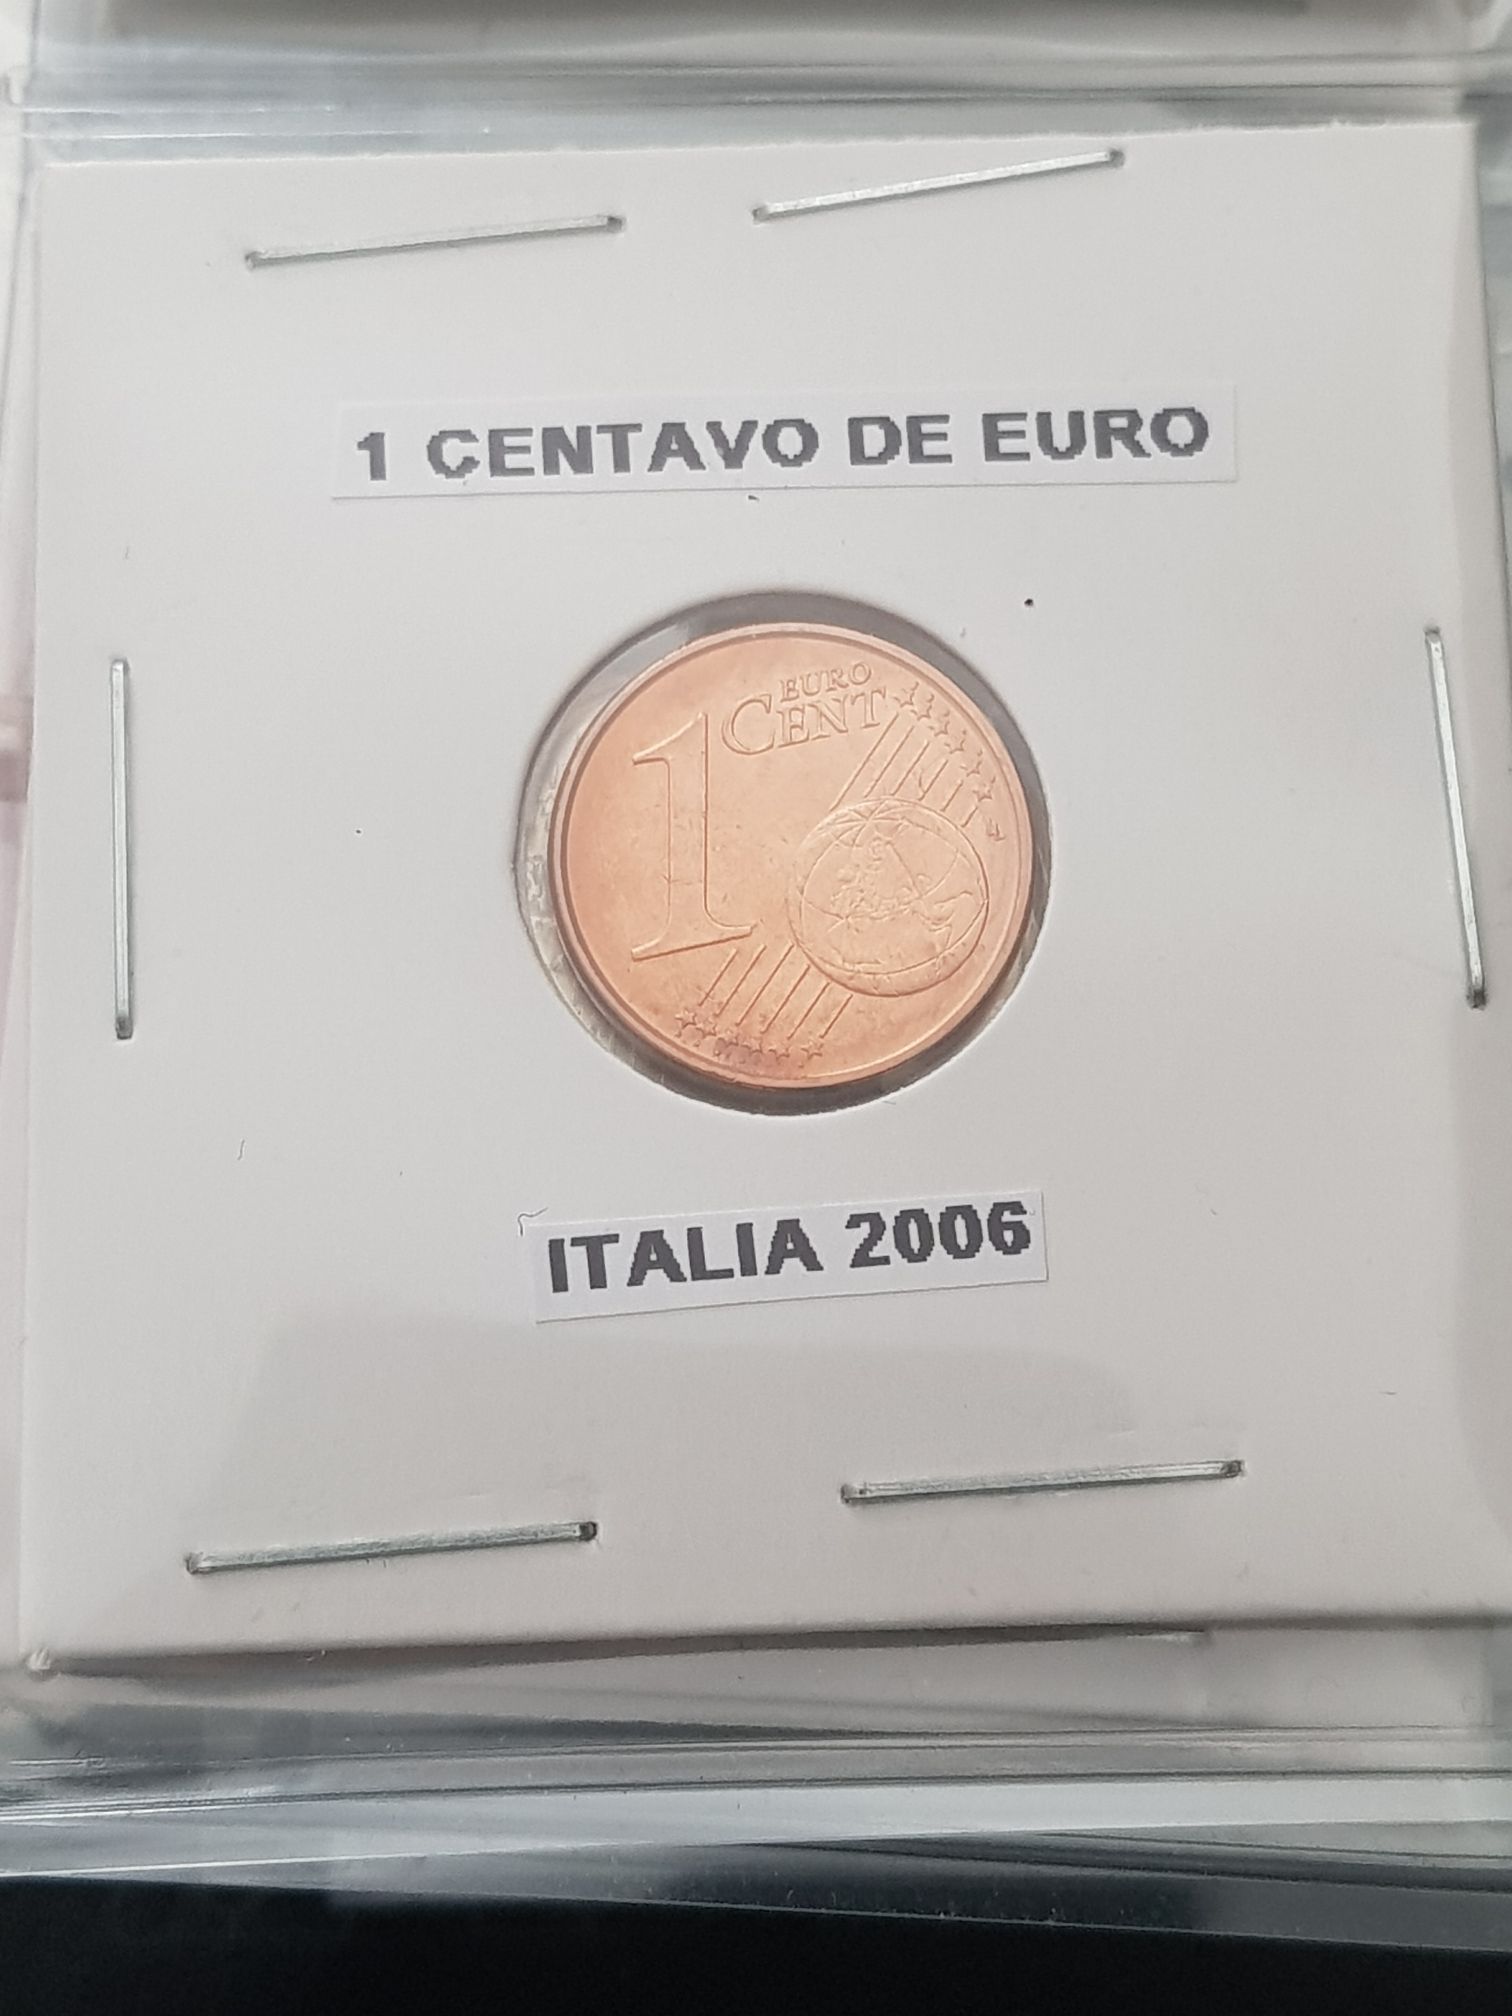 1 CENTAVO DE EURO
EURO
1 CENT
ITALIA 2006